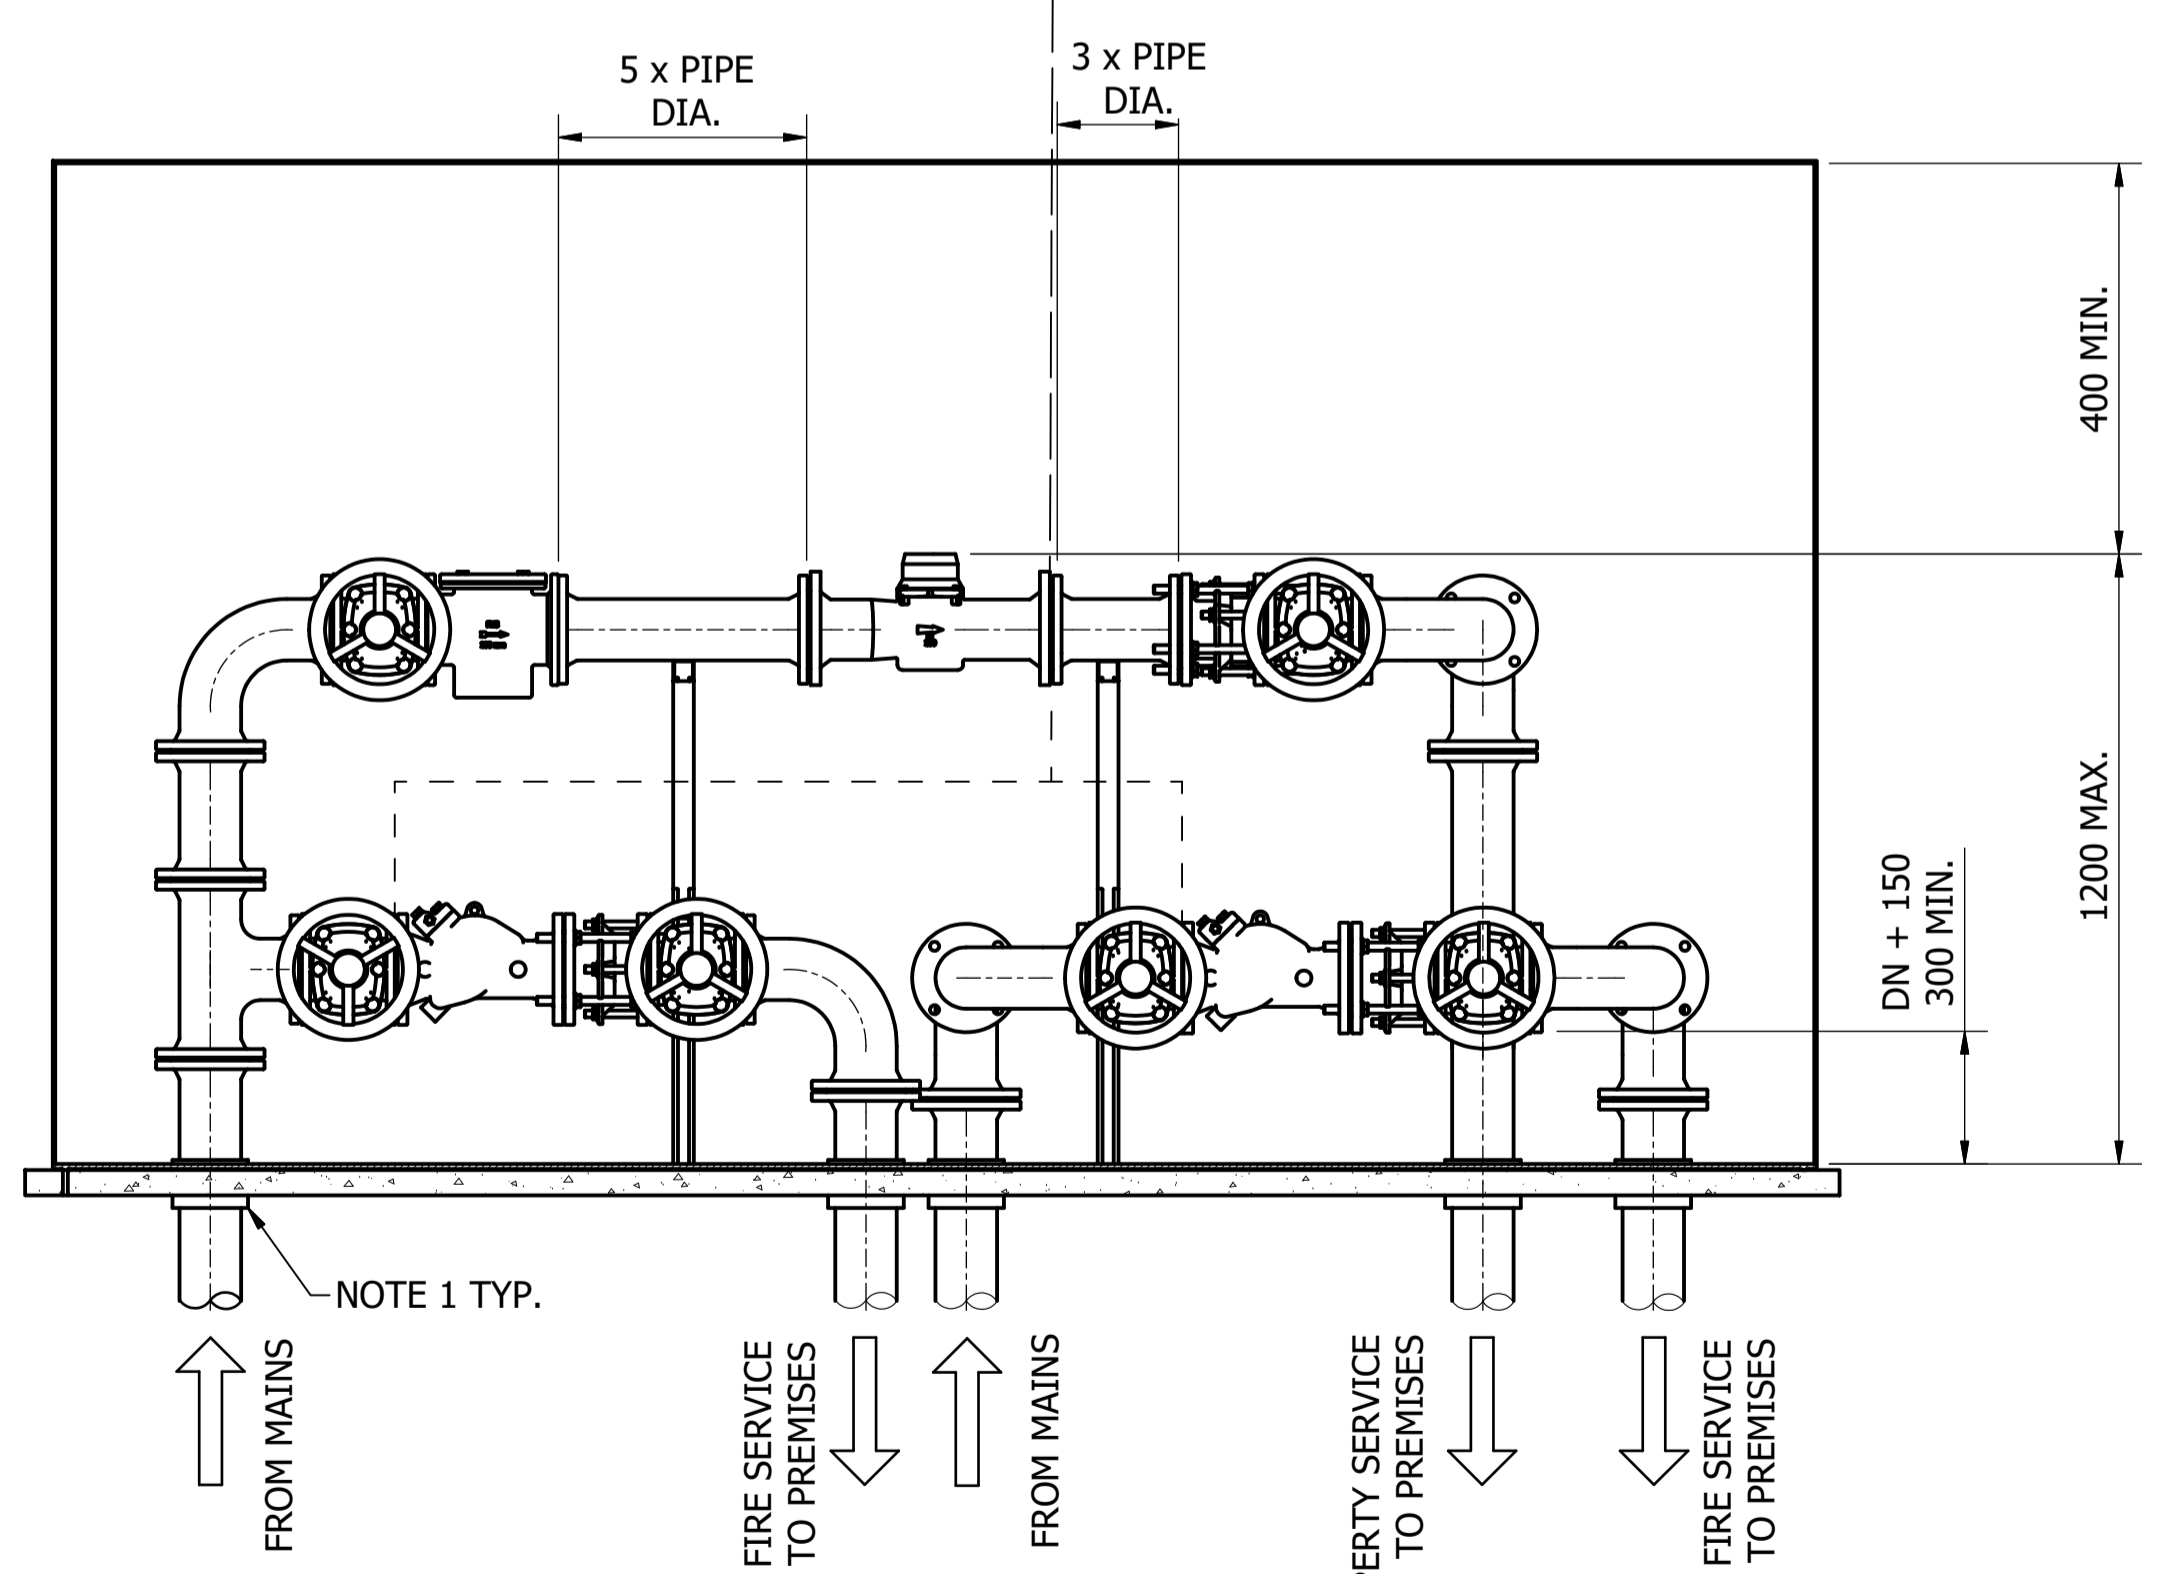 5 x PIPE
DIA.
3 x PIPE
DIA.
400 MIN.
1200 MAX.
DN + 150
300 MIN.
NOTE 1 TYP.
FROM MAINS
FIRE SERVICE
TO PREMISES
FROM MAINS
PERTY SERVICE
TO PREMISES
FIRE SERVICE
TO PREMISES